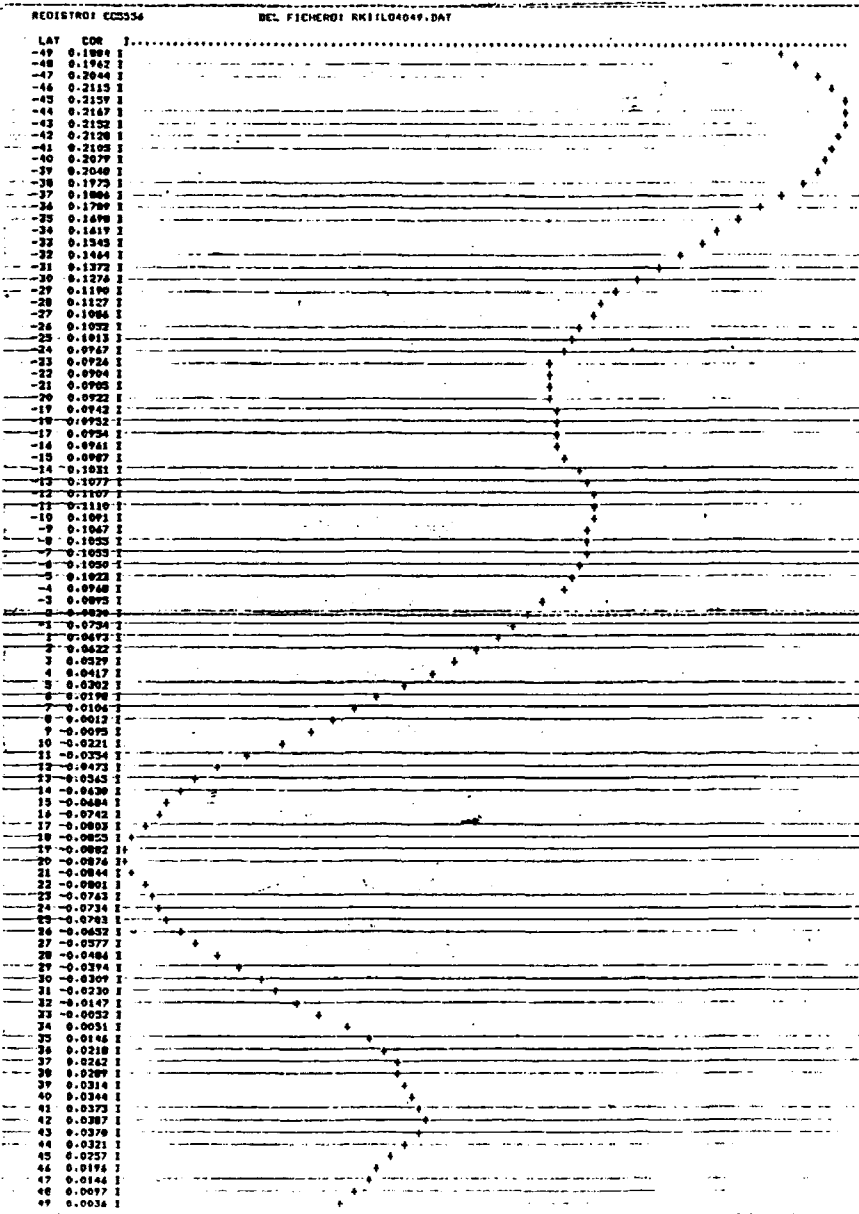 REGISTRO: CC5556 DEL FICHERO: RKIILO4049.DAT
LAT COR I
-49 0.1884 I
-48 0.1962 I
-47 0.2044 I
-46 0.2115 I
-45 0.2159 I
-44 0.2167 I
-43 0.2152 I
-42 0.2128 I
-41 0.2105 I
-40 0.2079 I
-39 0.2040 I
-38 0.1973 I
-37 0.1886 I
-36 0.1789 I
-35 0.1698 I
-34 0.1619 I
-33 0.1545 I
-32 0.1464 I
-31 0.1372 I
-30 0.1276 I
-29 0.1190 I
-28 0.1127 I
-27 0.1086 I
-26 0.1052 I
-25 0.1013 I
-24 0.0967 I
-23 0.0926 I
-22 0.0904 I
-21 0.0905 I
-20 0.0922 I
-19 0.0942 I
-18 0.0952 I
-17 0.0954 I
-16 0.0961 I
-15 0.0987 I
-14 0.1031 I
-13 0.1077 I
-12 0.1107 I
-11 0.1110 I
-10 0.1091 I
-9 0.1067 I
-8 0.1055 I
-7 0.1055 I
-6 0.1050 I
-5 0.1022 I
-4 0.0968 I
-3 0.0895 I
-2 0.0820 I
-1 0.0754 I
1 0.0693 I
2 0.0622 I
3 0.0529 I
4 0.0417 I
5 0.0302 I
6 0.0198 I
7 0.0106 I
8 0.0012 I
9 -0.0095 I
10 -0.0221 I
11 -0.0354 I
12 -0.0473 I
13 -0.0565 I
14 -0.0630 I
15 -0.0684 I
16 -0.0742 I
17 -0.0803 I
18 -0.0855 I
19 -0.0882 I
20 -0.0876 I
21 -0.0844 I
22 -0.0801 I
23 -0.0763 I
24 -0.0734 I
25 -0.0703 I
26 -0.0652 I
27 -0.0577 I
28 -0.0486 I
29 -0.0394 I
30 -0.0309 I
31 -0.0230 I
32 -0.0147 I
33 -0.0052 I
34 0.0051 I
35 0.0146 I
36 0.0218 I
37 0.0262 I
38 0.0289 I
39 0.0314 I
40 0.0344 I
41 0.0373 I
42 0.0387 I
43 0.0370 I
44 0.0321 I
45 0.0257 I
46 0.0196 I
47 0.0146 I
48 0.0097 I
49 0.0036 I